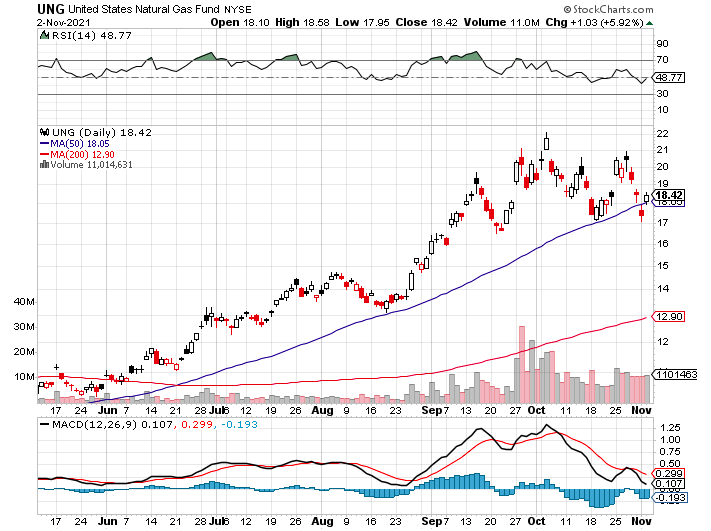 UNG United States Natural Gas Fund NYSE © StockCharts.com
2-Nov-2021 Open 18.10 High 18.58 Low 17.95 Close 18.42 Volume 11.0M Chg +1.03 (+5.92%)
RSI(14) 48.77
90
70
48.77
30
10
UNG (Daily) 18.42
MA(50) 18.05
MA(200) 12.90
Volume 11,014,631
22
21
20
19
18.42
18.05
17
16
15
14
12.90
12
11
40M
30M
20M
10M
11014631
17 24 Jun 7 14 21 28 Jul 6 12 19 26 Aug 9 16 23 Sep 7 13 20 27 Oct 11 18 25 Nov
MACD(12,26,9) 0.107, 0.299, -0.193
1.25
1.00
0.75
0.50
0.299
0.107
-0.193
17 24 Jun 7 14 21 28 Jul 6 12 19 26 Aug 9 16 23 Sep 7 13 20 27 Oct 11 18 25 Nov